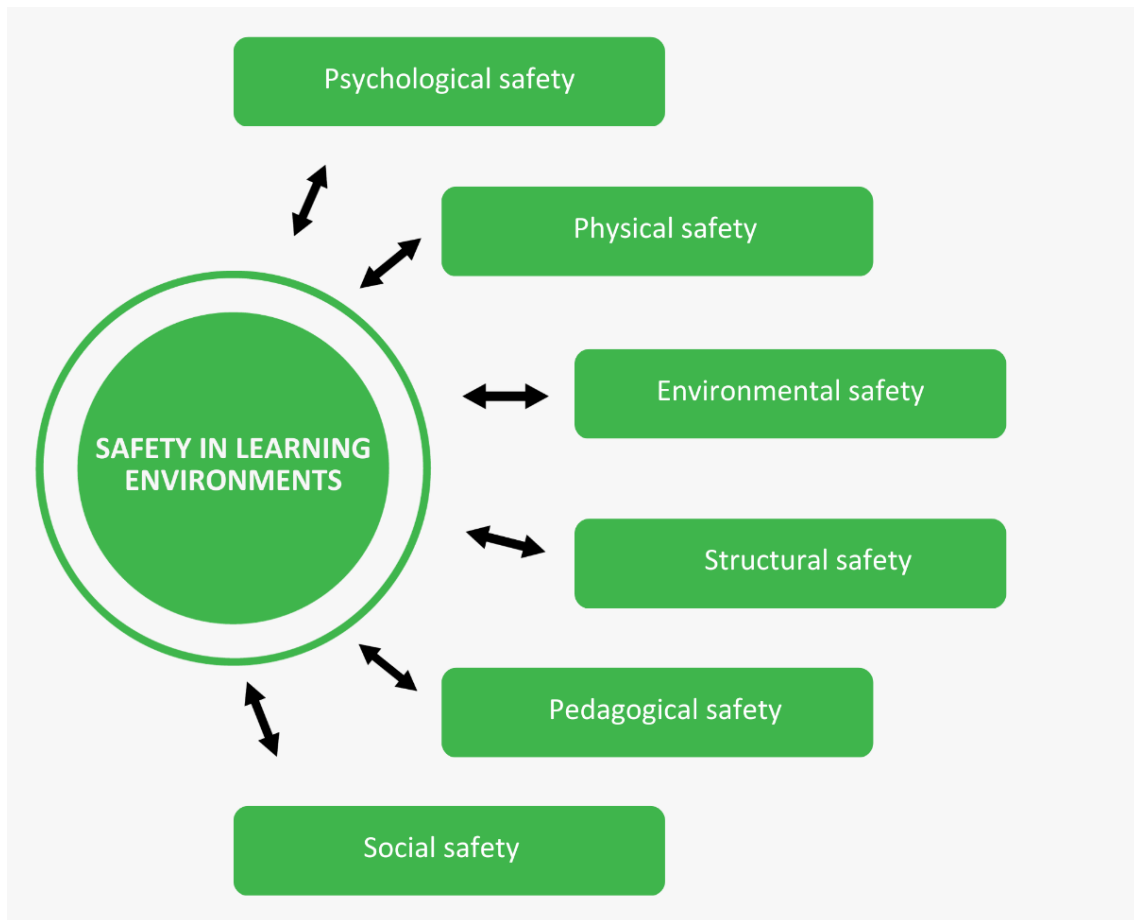 Psychological safety
Physical safety
Environmental safety
SAFETY IN LEARNING
ENVIRONMENTS
Structural safety
Pedagogical safety
Social safety